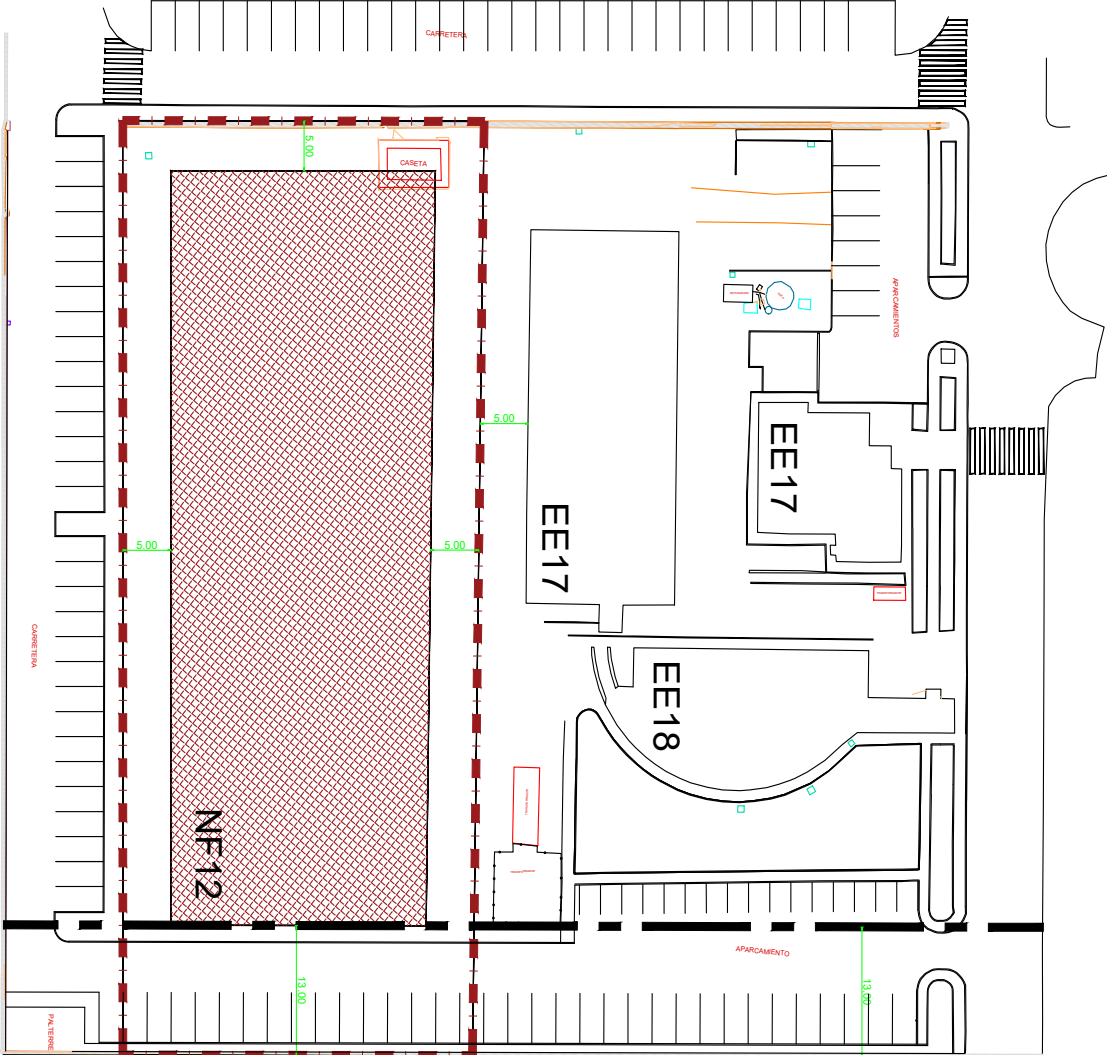 CARRETERA
5.00
CASETA
APARCAMIENTOS
5.00
EE17
EE17
5.00
5.00
CARRETERA
EE18
NF12
APARCAMIENTO
13.00
13.00
PALTERRE